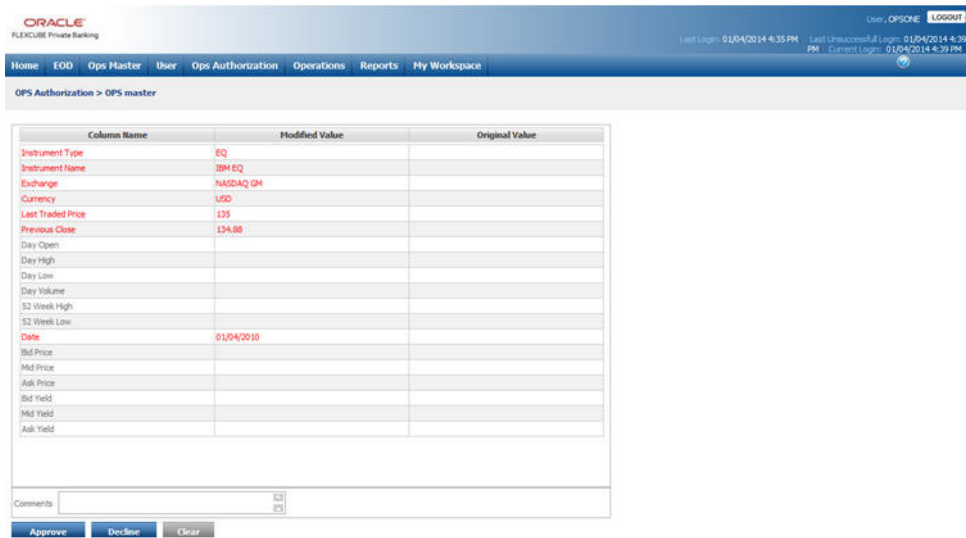 ORACLE
FLEXCUBE Private Banking
User, OPSONE LOGOUT
Last Login: 01/04/2014 4:35 PM Last Unsuccessful Login: 01/04/2014 4:39
PM Current Login: 01/04/2014 4:39 PM
Home EOD Ops Master User Ops Authorization Operations Reports My Workspace
OPS Authorization > OPS master
Column Name Modified Value Original Value
Instrument Type EQ
Instrument Name IBM EQ
Exchange NASDAQ GM
Currency USD
Last Traded Price 135
Previous Close 134.88
Day Open
Day High
Day Low
Day Volume
52 Week High
52 Week Low
Date 01/04/2010
Bid Price
Mid Price
Ask Price
Bid Yield
Mid Yield
Ask Yield
Comments
Approve Decline Clear